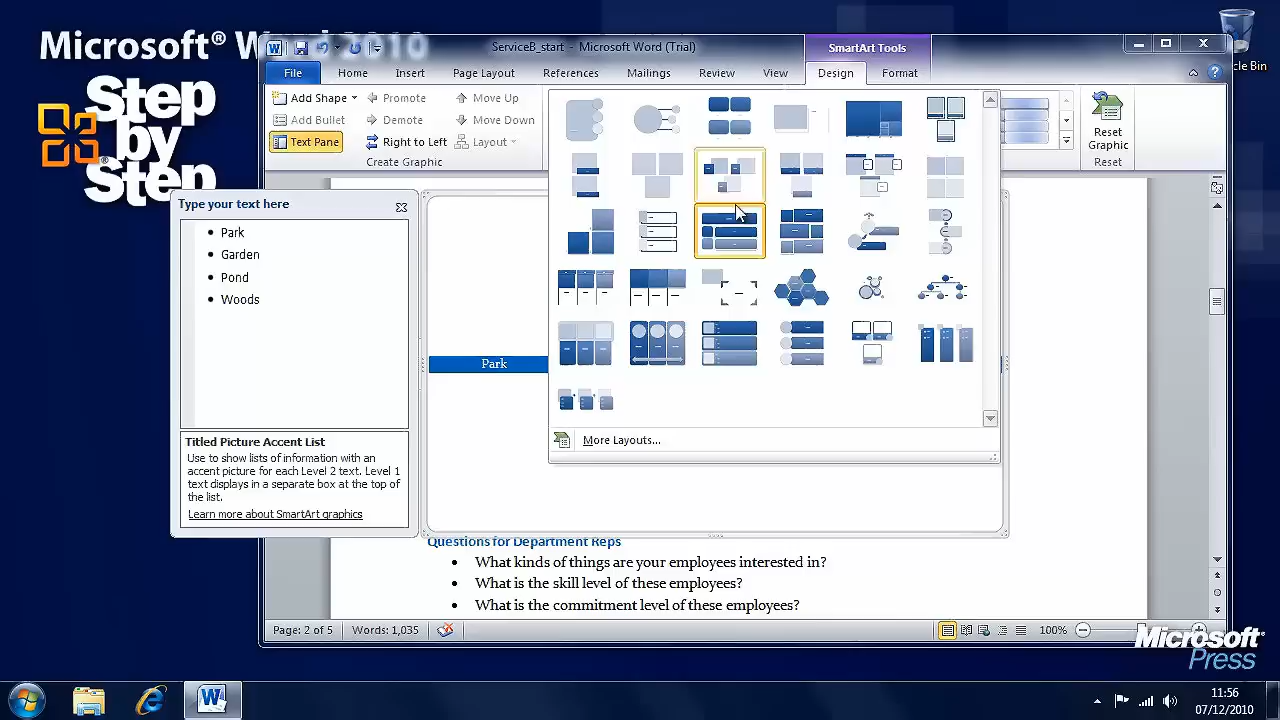 Microsoft® W 2010
Step
by
Step
ServiceB_start - Microsoft Word (Trial)
SmartArt Tools
cle Bin
File
Home
Insert
Page Layout
References
Mailings
Review
View
Design
Format
Add Shape
Promote
Move Up
Add Bullet
Demote
Move Down
Text Pane
Right to Left
Layout
Create Graphic
Reset
Graphic
Reset
Type your text here
Park
Garden
Pond
Woods
Titled Picture Accent List
Use to show lists of information with an
accent picture for each Level 2 text. Level 1
text displays in a separate box at the top of
the list.
Learn more about SmartArt graphics
Park
More Layouts...
Questions for Department Reps
• What kinds of things are your employees interested in?
• What is the skill level of these employees?
• What is the commitment level of these employees?
Page: 2 of 5
Words: 1,035
100%
Microsoft
Press
11:56
07/12/2010